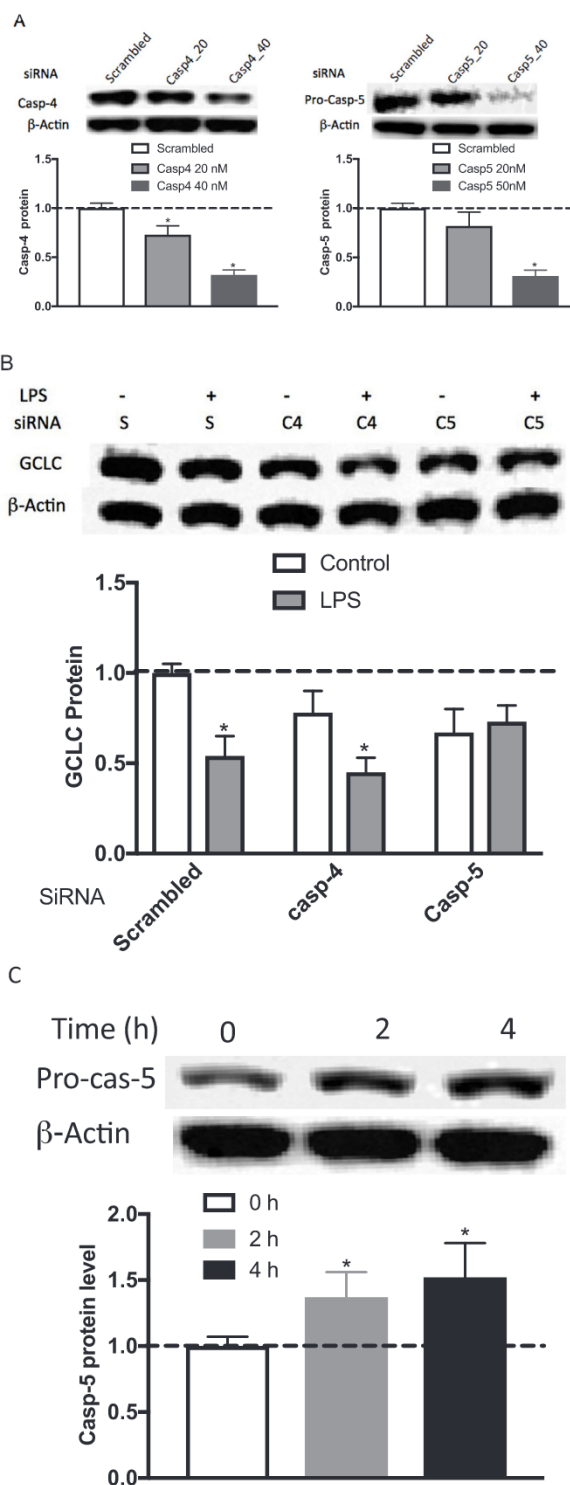 A
siRNA Scrambled Casp4_20 Casp4_40
Casp-4
β-Actin
Scrambled
Casp4 20 nM
Casp4 40 nM
Casp-4 protein
1.5
1.0
0.5
0.0
*
*
siRNA Scrambled Casp5_20 Casp5_40
Pro-Casp-5
β-Actin
Scrambled
Casp5 20nM
Casp5 50nM
Casp-5 protein
1.5
1.0
0.5
0.0
*
B
LPS - + - + - +
siRNA S S C4 C4 C5 C5
GCLC
β-Actin
Control
LPS
GCLC Protein
1.5
1.0
0.5
0.0
*
*
SiRNA Scrambled casp-4 Casp-5
C
Time (h) 0 2 4
Pro-cas-5
β-Actin
0 h
2 h
4 h
Casp-5 protein level
2.0
1.5
1.0
0.5
0.0
*
*